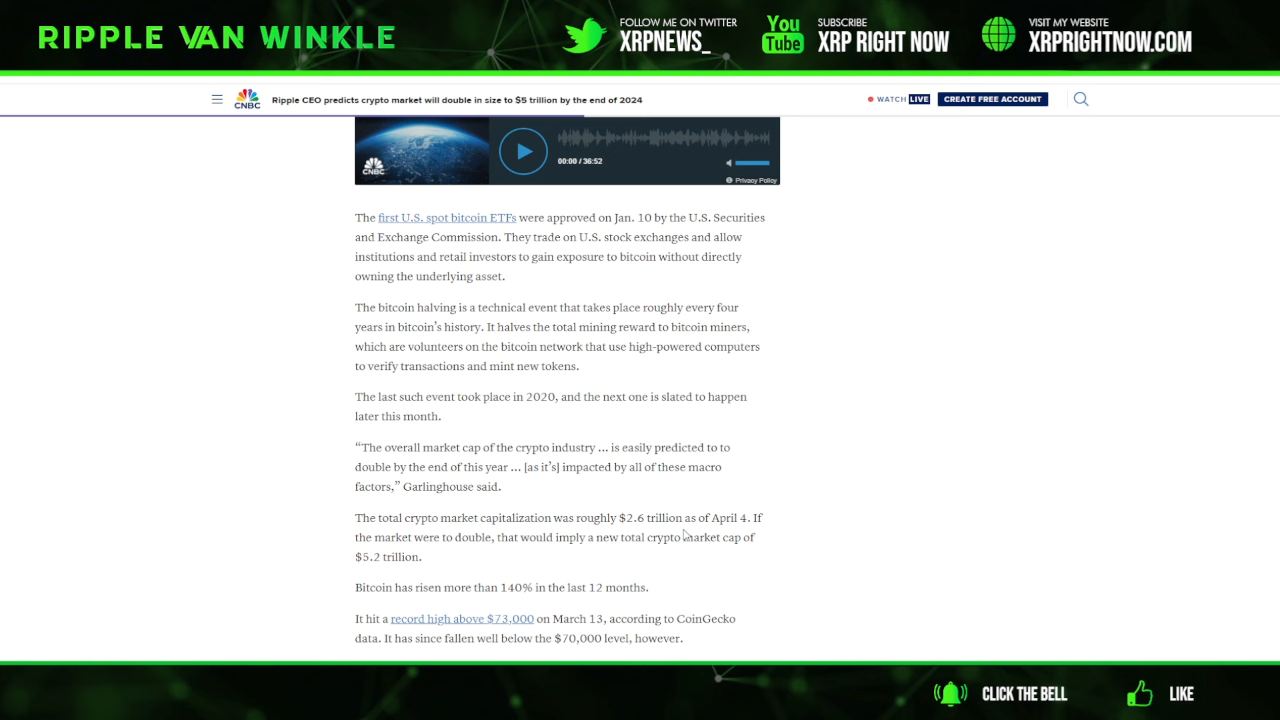 RIPPLE VAN WINKLE
FOLLOW ME ON TWITTER
XRPNEWS_
You
Tube
SUBSCRIBE
XRP RIGHT NOW
VISIT MY WEBSITE
XRPRIGHTNOW.COM
CNBC
Ripple CEO predicts crypto market will double in size to $5 trillion by the end of 2024
WATCH LIVE
CREATE FREE ACCOUNT
CNBC
00:00 / 36:52
Privacy Policy
The first U.S. spot bitcoin ETFs were approved on Jan. 10 by the U.S. Securities
and Exchange Commission. They trade on U.S. stock exchanges and allow
institutions and retail investors to gain exposure to bitcoin without directly
owning the underlying asset.
The bitcoin halving is a technical event that takes place roughly every four
years in bitcoin’s history. It halves the total mining reward to bitcoin miners,
which are volunteers on the bitcoin network that use high-powered computers
to verify transactions and mint new tokens.
The last such event took place in 2020, and the next one is slated to happen
later this month.
“The overall market cap of the crypto industry … is easily predicted to to
double by the end of this year … [as it’s] impacted by all of these macro
factors,” Garlinghouse said.
The total crypto market capitalization was roughly $2.6 trillion as of April 4. If
the market were to double, that would imply a new total crypto market cap of
$5.2 trillion.
Bitcoin has risen more than 140% in the last 12 months.
It hit a record high above $73,000 on March 13, according to CoinGecko
data. It has since fallen well below the $70,000 level, however.
CLICK THE BELL
LIKE